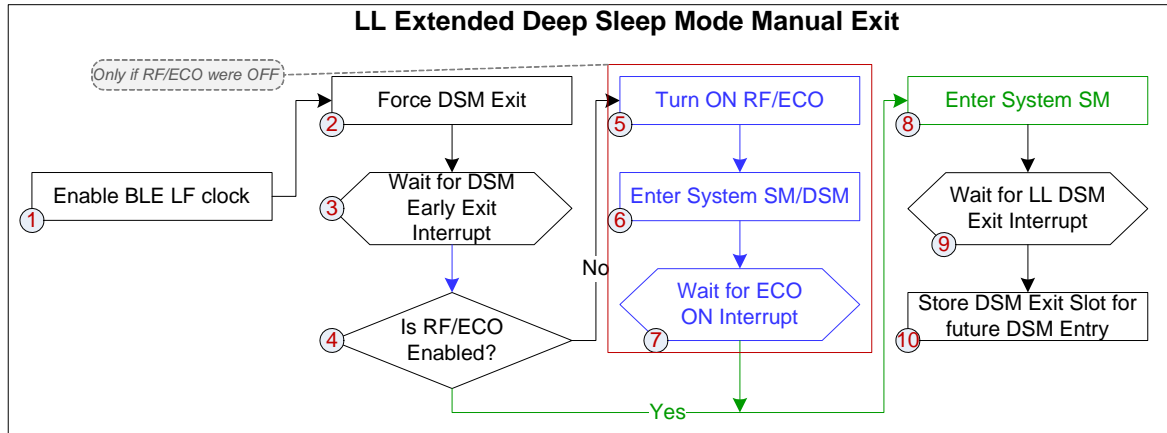 LL Extended Deep Sleep Mode Manual Exit
Only if RF/ECO were OFF
Enable BLE LF clock
1
Force DSM Exit
2
Wait for DSM
Early Exit
Interrupt
3
Is RF/ECO
Enabled?
4
No
Yes
Turn ON RF/ECO
5
Enter System SM/DSM
6
Wait for ECO
ON Interrupt
7
Enter System SM
8
Wait for LL DSM
Exit Interrupt
9
Store DSM Exit Slot for
future DSM Entry
10